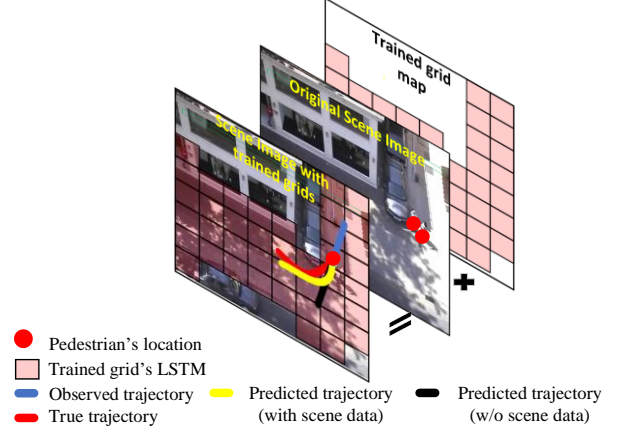 Trained grid
map
Original Scene Image
Scene Image with
trained grids
+
=
Pedestrian's location
Trained grid's LSTM
Observed trajectory
True trajectory
Predicted trajectory
(with scene data)
Predicted trajectory
(w/o scene data)